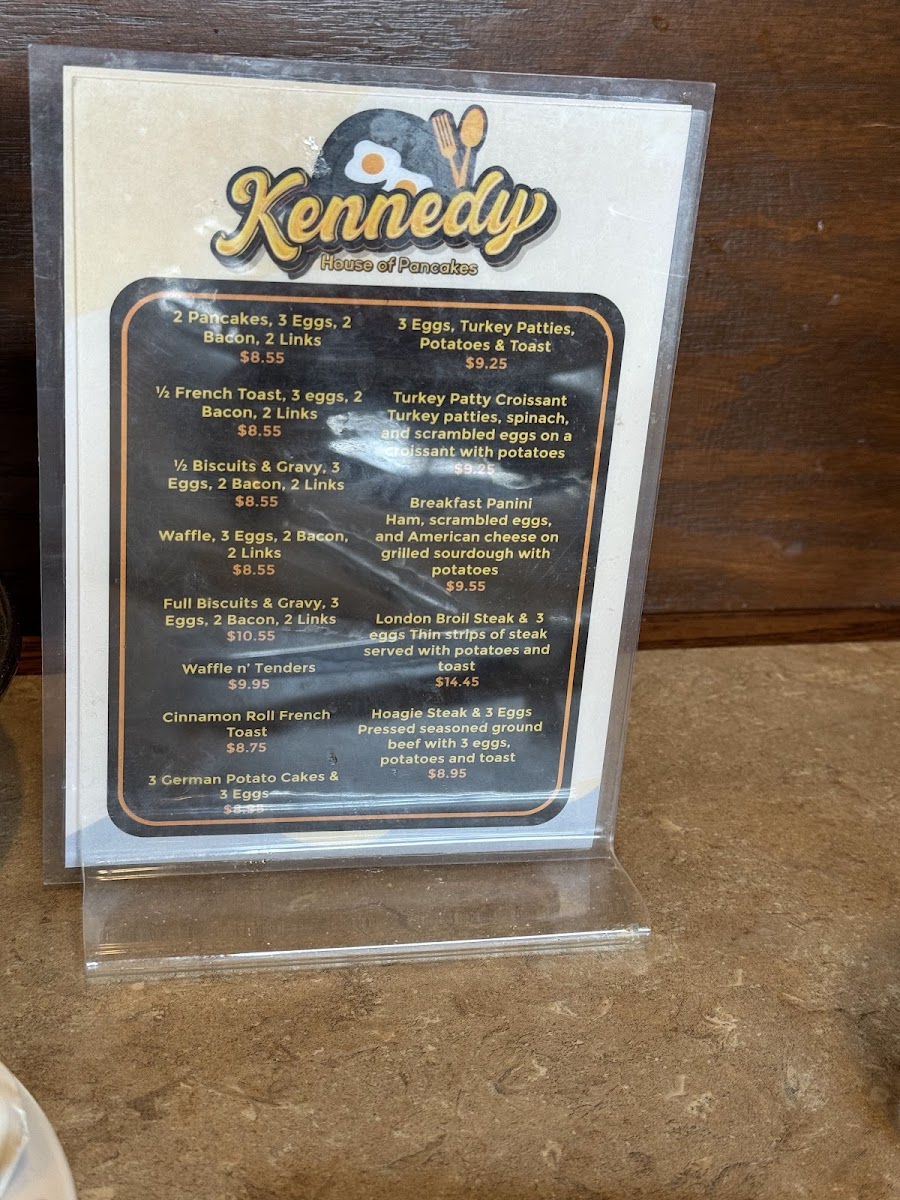 Kennedy
House of Pancakes
2 Pancakes, 3 Eggs, 2
Bacon, 2 Links
$8.55
½ French Toast, 3 eggs, 2
Bacon, 2 Links
$8.55
½ Biscuits & Gravy, 3
Eggs, 2 Bacon, 2 Links
$8.55
Waffle, 3 Eggs, 2 Bacon,
2 Links
$8.55
Full Biscuits & Gravy, 3
Eggs, 2 Bacon, 2 Links
$10.55
Waffle n' Tenders
$9.95
Cinnamon Roll French
Toast
$8.75
3 German Potato Cakes &
3 Eggs
3 Eggs, Turkey Patties,
Potatoes & Toast
$9.25
Turkey Patty Croissant
Turkey patties, spinach,
and scrambled eggs on a
croissant with potatoes
$9.25
Breakfast Panini
Ham, scrambled eggs,
and American cheese on
grilled sourdough with
potatoes
$9.55
London Broil Steak & 3
eggs Thin strips of steak
served with potatoes and
toast
$14.45
Hoagie Steak & 3 Eggs
Pressed seasoned ground
beef with 3 eggs,
potatoes and toast
$8.95